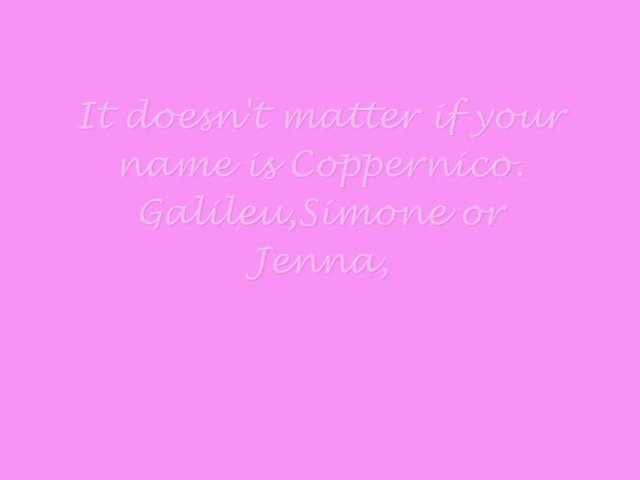 It doesn't matter if your
name is Coppernico.
Galileu,Simone or
Jenna,